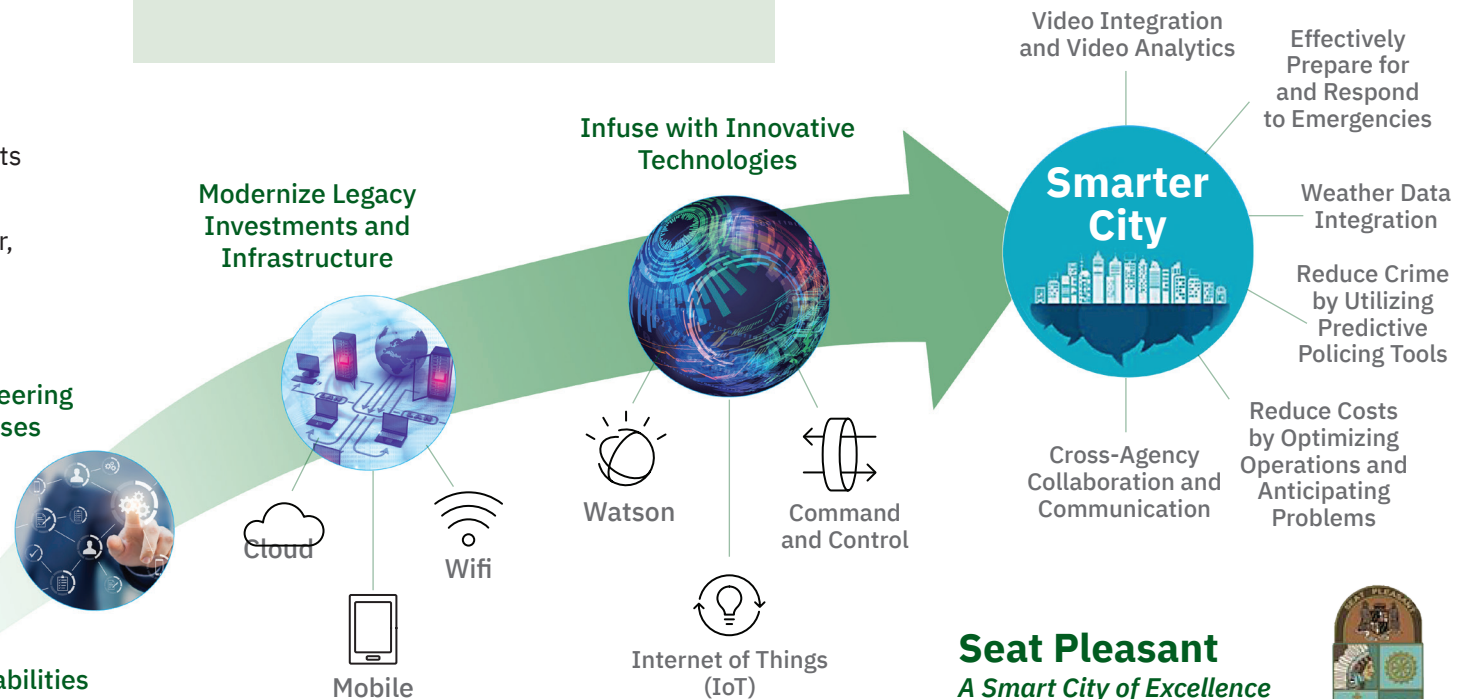 ts
r,
eering
ses
abilities
Modernize Legacy
Investments and
Infrastructure
Cloud
Mobile
Wifi
Infuse with Innovative
Technologies
Watson
Internet of Things
(IoT)
Command
and Control
Smarter
City
Video Integration
and Video Analytics
Effectively
Prepare for
and Respond
to Emergencies
Weather Data
Integration
Reduce Crime
by Utilizing
Predictive
Policing Tools
Reduce Costs
by Optimizing
Operations and
Anticipating
Problems
Cross-Agency
Collaboration and
Communication
Seat Pleasant
A Smart City of Excellence
SEAT PLEASANT